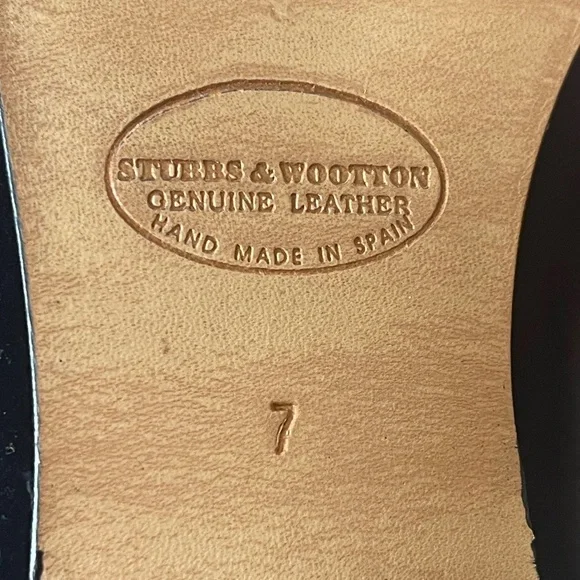 STUBBS & WOOTTON
GENUINE LEATHER
HAND MADE IN SPAIN
7